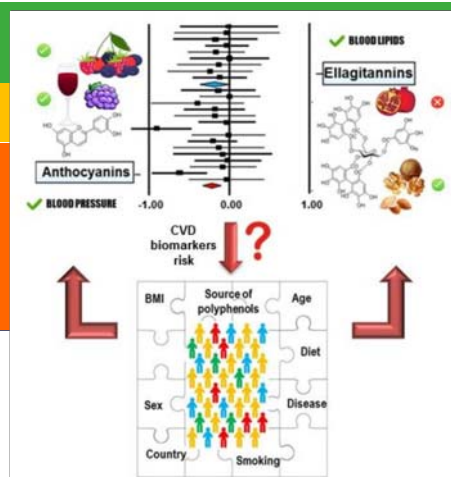 BLOOD LIPIDS
Ellagitannins
Anthocyanins
BLOOD PRESSURE
-1.00
0.00
1.00
CVD
biomarkers
risk
?
BMI
Source of
polyphenols
Age
Diet
Sex
Disease
Country
Smoking